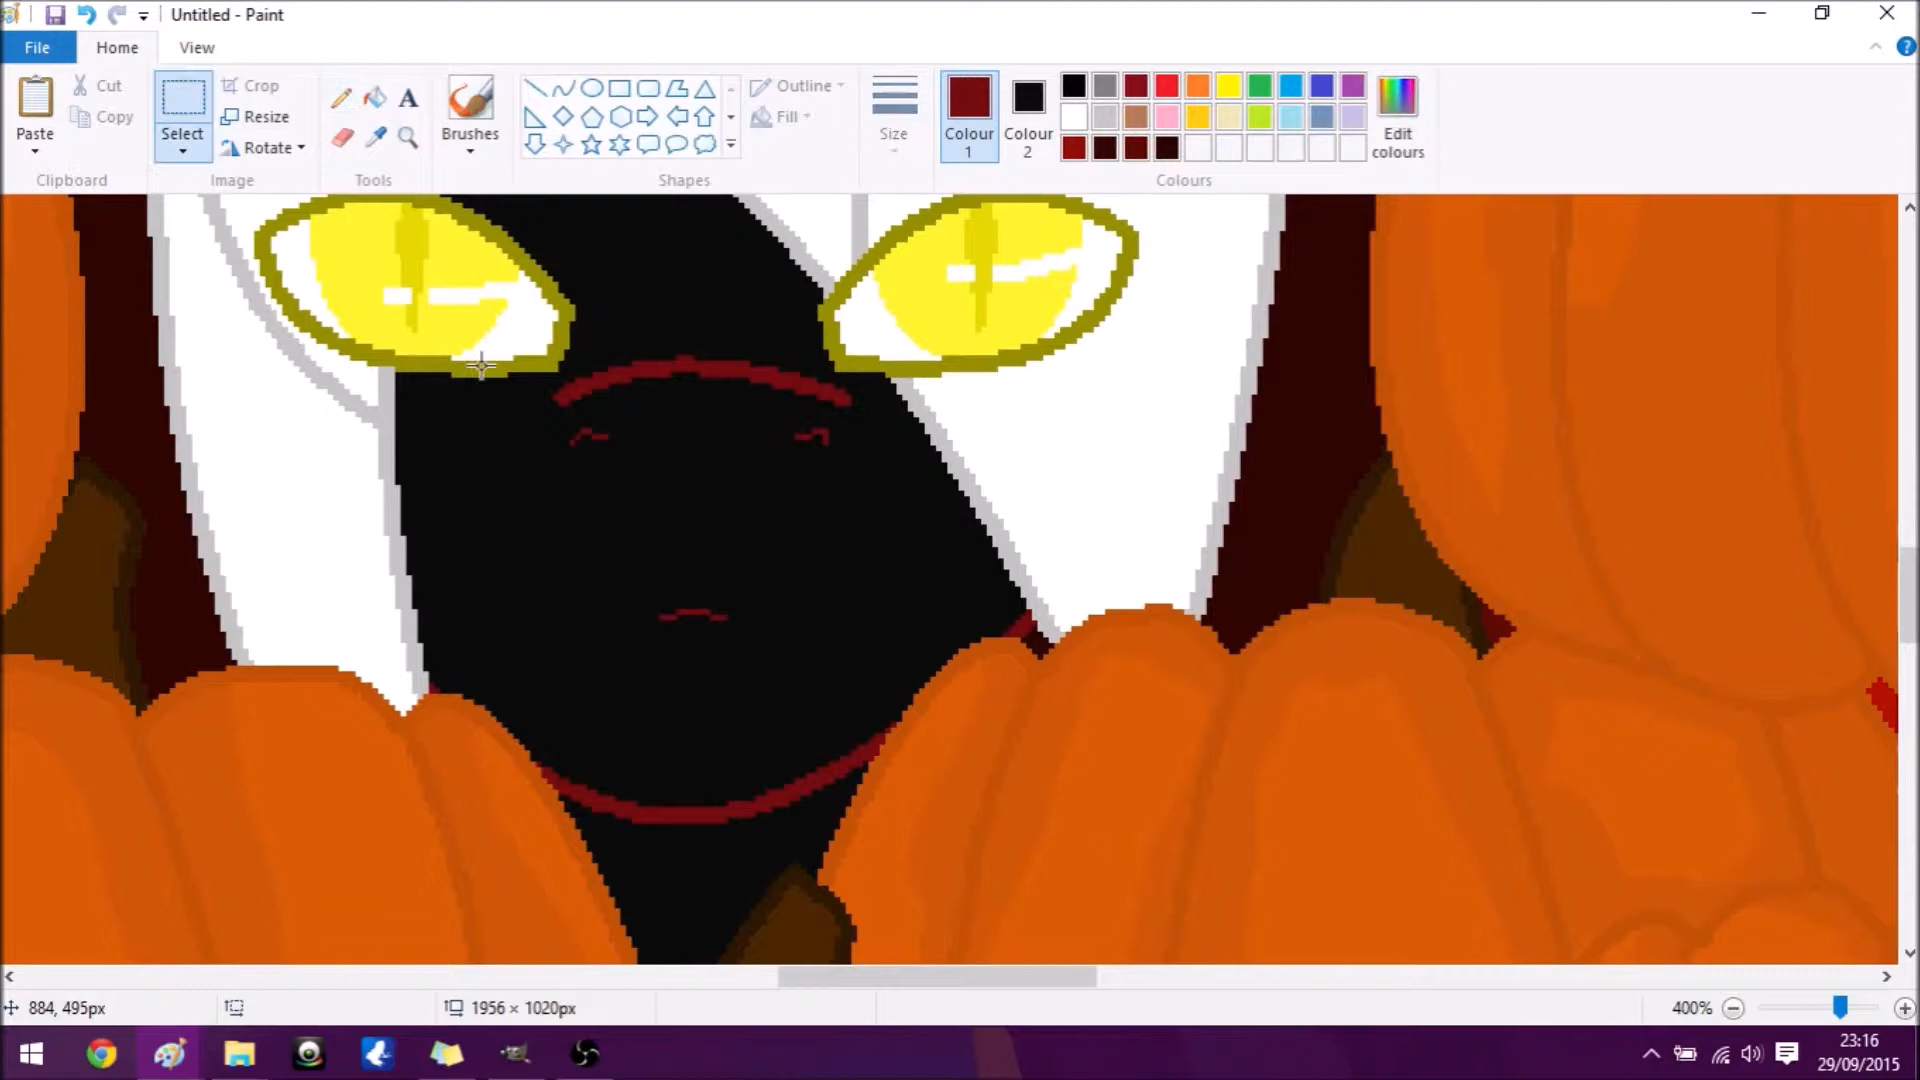 Untitled - Paint
File Home View
Paste
Cut
Copy
Clipboard
Select
Crop
Resize
Rotate
Image
A
Tools
Brushes
Shapes
Outline
Fill
Size
Colour 1
Colour 2
Edit colours
Colours
884, 495px
1956 × 1020px
400%
23:16
29/09/2015